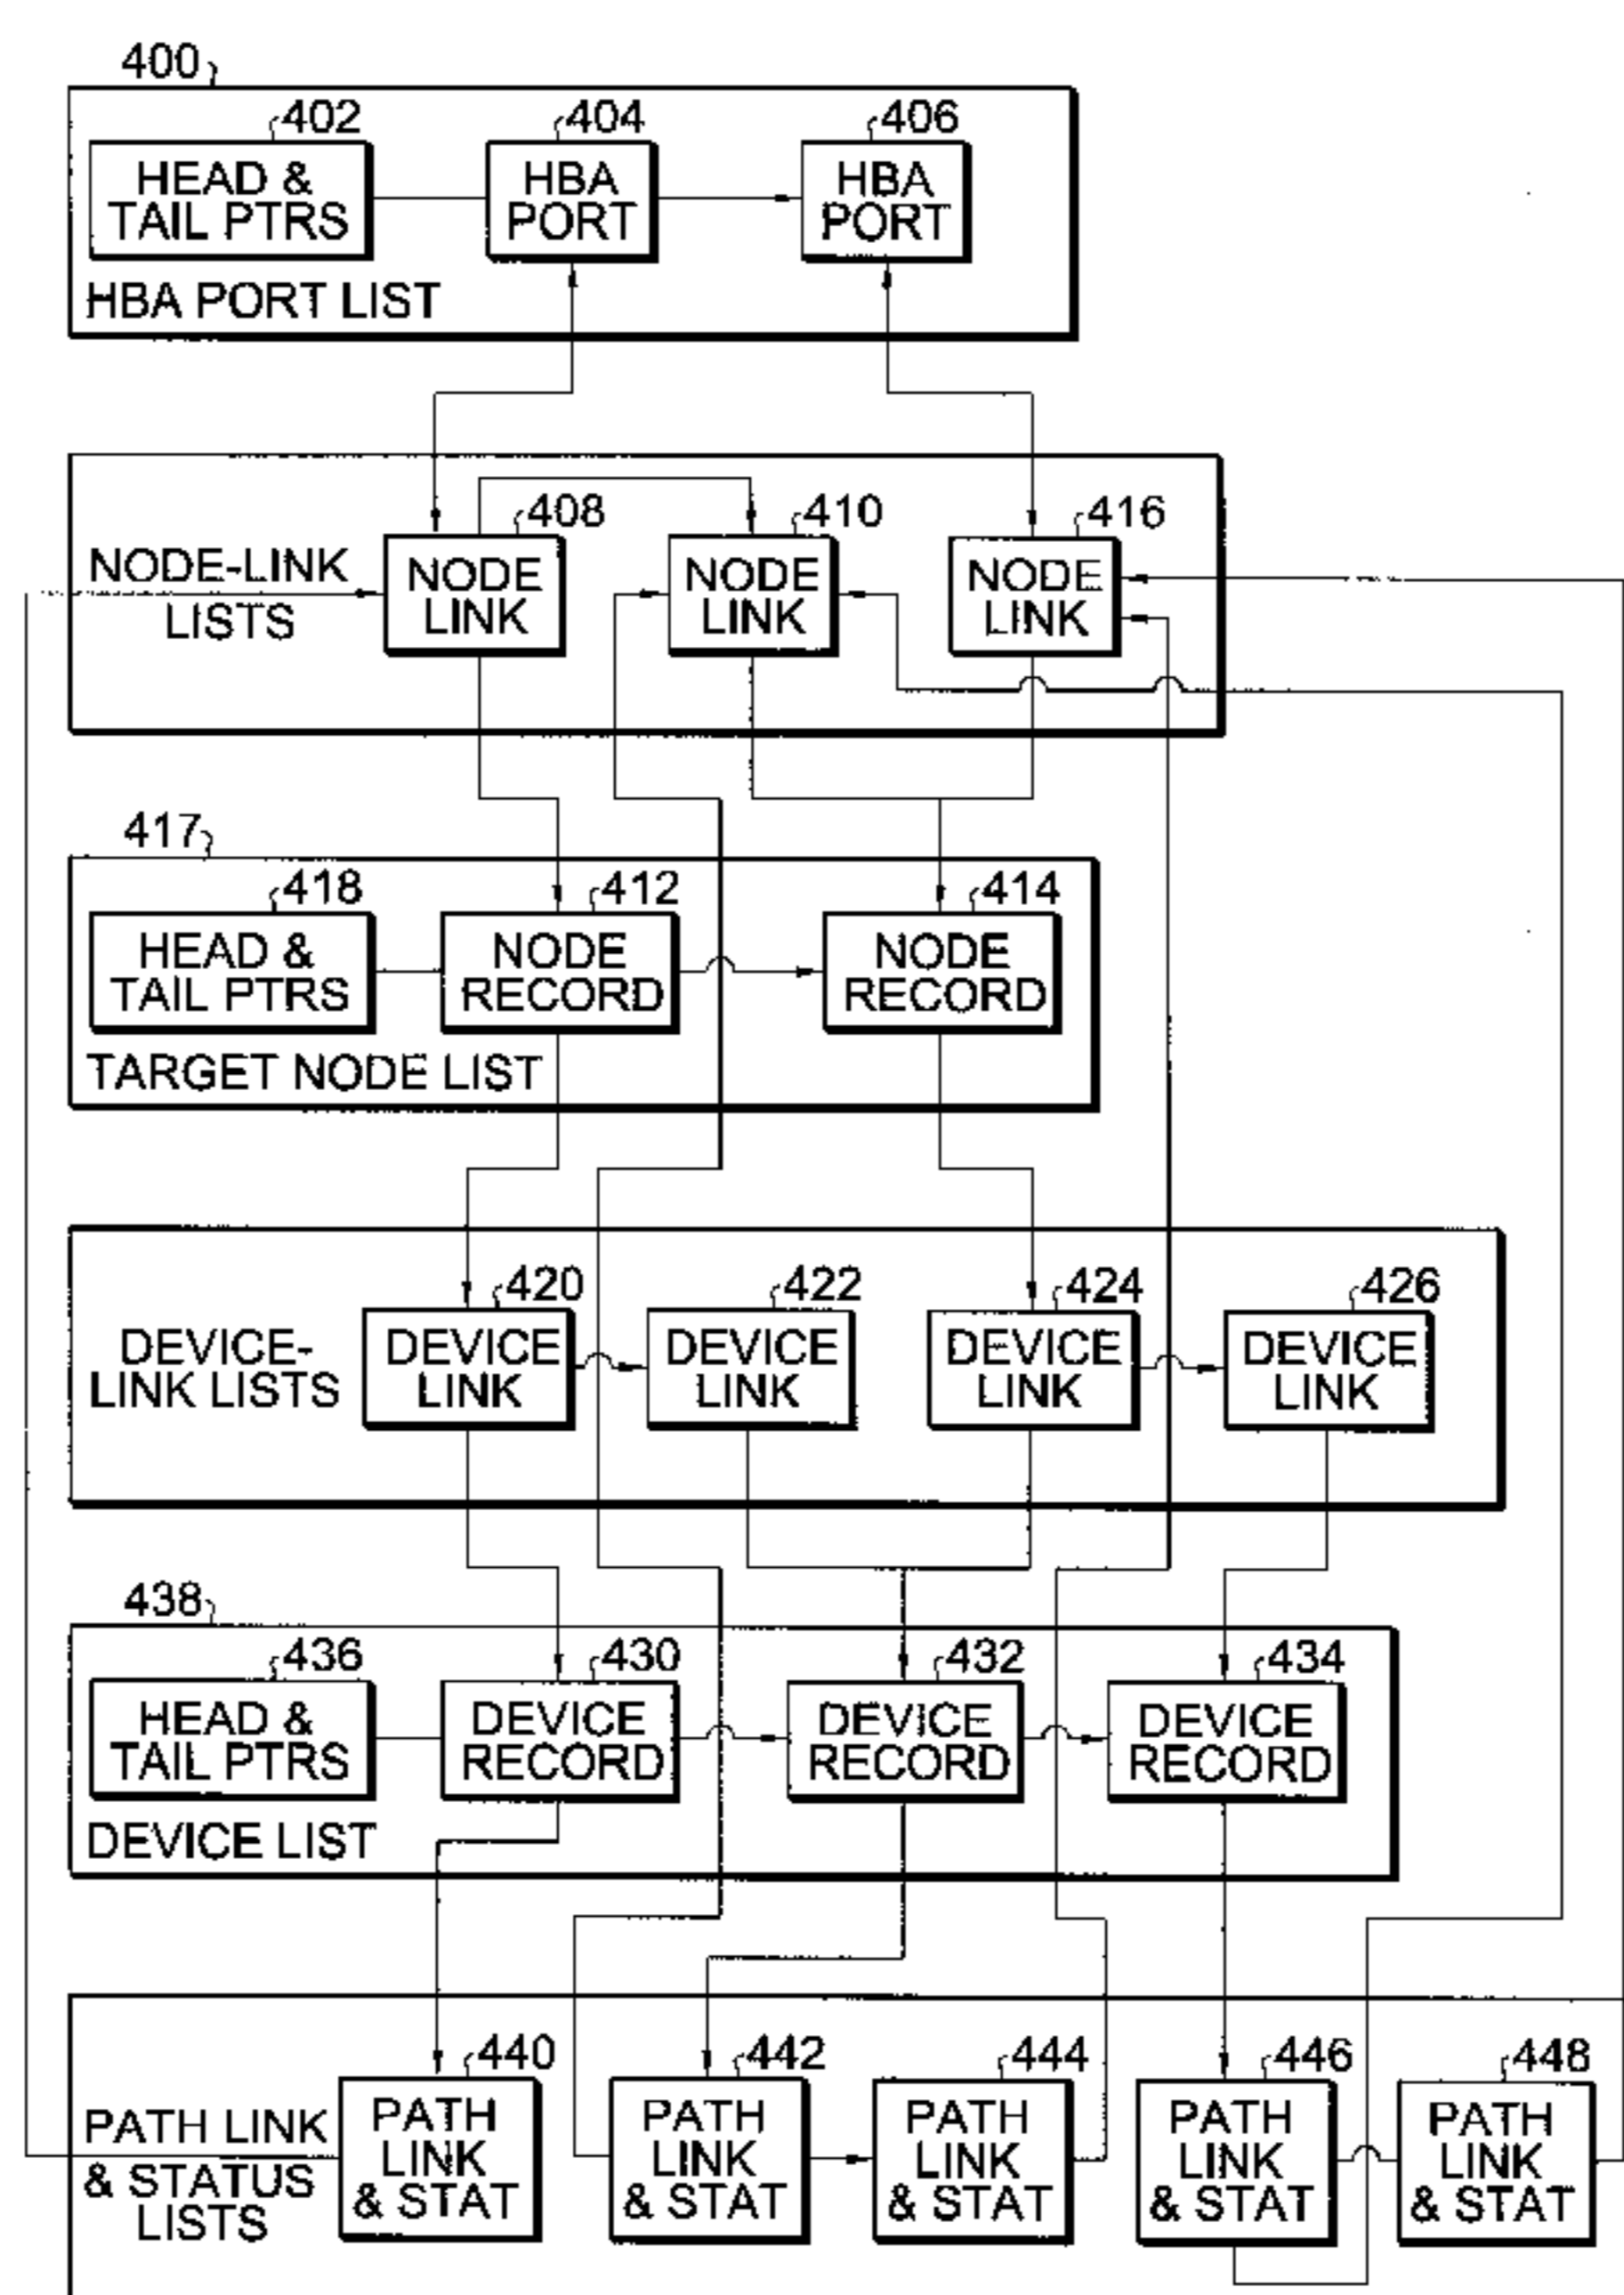 400
402
404
406
HEAD &
TAIL PTRS
HBA
PORT
HBA
PORT
HBA PORT LIST
408
410
416
NODE-LINK
LISTS
NODE
LINK
NODE
LINK
NODE
LINK
417
418
412
414
HEAD &
TAIL PTRS
NODE
RECORD
NODE
RECORD
TARGET NODE LIST
420
422
424
426
DEVICE-
LINK LISTS
DEVICE
LINK
DEVICE
LINK
DEVICE
LINK
DEVICE
LINK
438
436
430
432
434
HEAD &
TAIL PTRS
DEVICE
RECORD
DEVICE
RECORD
DEVICE
RECORD
DEVICE LIST
440
442
444
446
448
PATH LINK
& STATUS
LISTS
PATH
LINK
& STAT
PATH
LINK
& STAT
PATH
LINK
& STAT
PATH
LINK
& STAT
PATH
LINK
& STAT